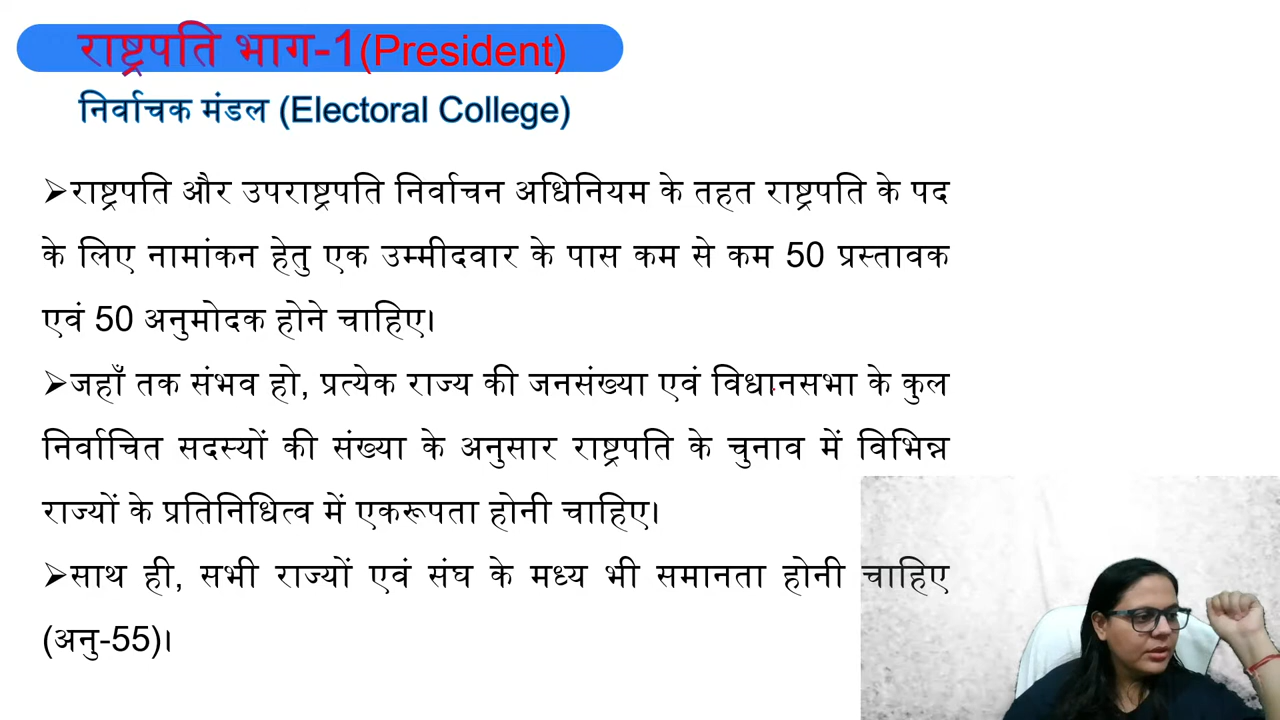 राष्ट्रपति भाग-1(President)
निर्वाचक मंडल (Electoral College)
➢राष्ट्रपति और उपराष्ट्रपति निर्वाचन अधिनियम के तहत राष्ट्रपति के पद
के लिए नामांकन हेतु एक उम्मीदवार के पास कम से कम 50 प्रस्तावक
एवं 50 अनुमोदक होने चाहिए।
➢जहाँ तक संभव हो, प्रत्येक राज्य की जनसंख्या एवं विधानसभा के कुल
निर्वाचित सदस्यों की संख्या के अनुसार राष्ट्रपति के चुनाव में विभिन्न
राज्यों के प्रतिनिधित्व में एकरूपता होनी चाहिए।
➢साथ ही, सभी राज्यों एवं संघ के मध्य भी समानता होनी चाहिए
(अनु-55)।